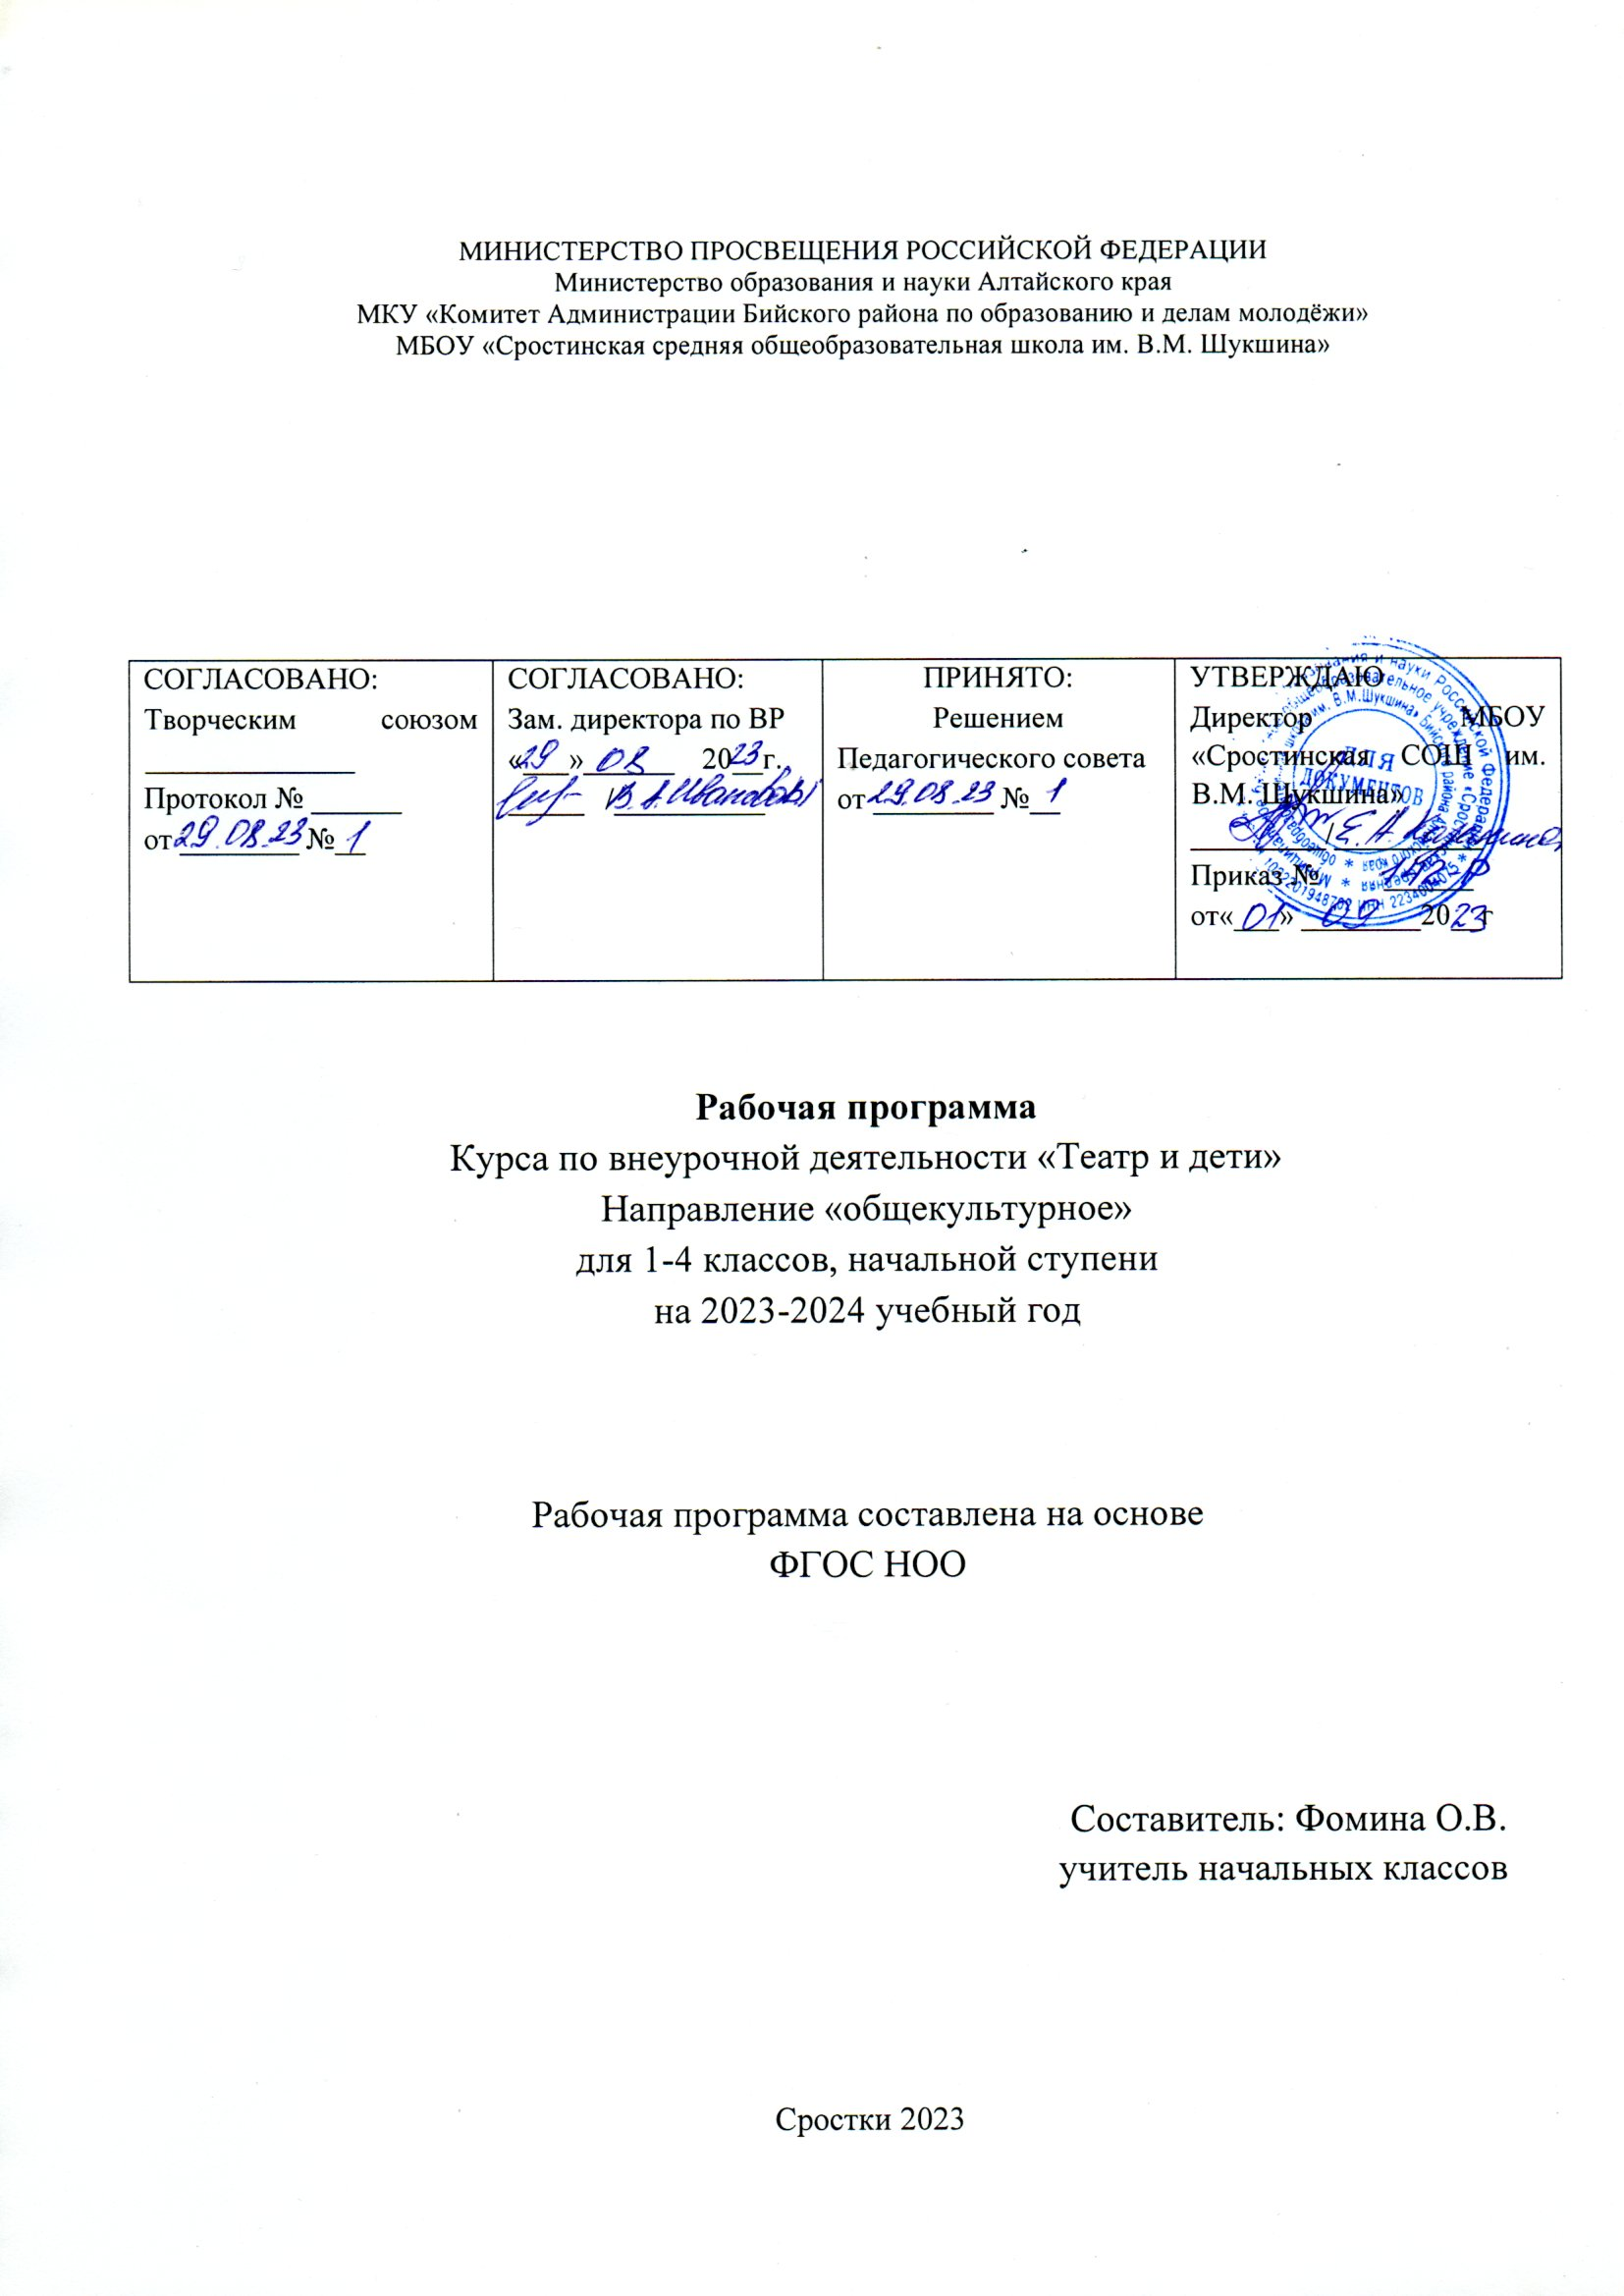 МИНИСТЕРСТВО ПРОСВЕЩЕНИЯ РОССИЙСКОЙ ФЕДЕРАЦИИ
Министерство образования и науки Алтайского края
МКУ «Комитет Администрации Бийского района по образованию и делам молодёжи»
МБОУ «Сростинская средняя общеобразовательная школа им. В.М. Шукшина»
СОГЛАСОВАНО:
Творческим союзом
Протокол № ______
от 29.08.23 № 1
СОГЛАСОВАНО:
Зам. директора по ВР
«29» 08 2023 г.
/В.А.Иванова/
ПРИНЯТО:
Решением
Педагогического совета
от 29.08.23 № 1
УТВЕРЖДАЮ
Директор МБОУ
«Сростинская СОШ им.
В.М. Шукшина»
/Е.А.
Приказ №
от«01» 09 2023 г
ДЛЯ
ДОКУМЕНТОВ
Рабочая программа
Курса по внеурочной деятельности «Театр и дети»
Направление «общекультурное»
для 1-4 классов, начальной ступени
на 2023-2024 учебный год
Рабочая программа составлена на основе
ФГОС НОО
Составитель: Фомина О.В.
учитель начальных классов
Сростки 2023